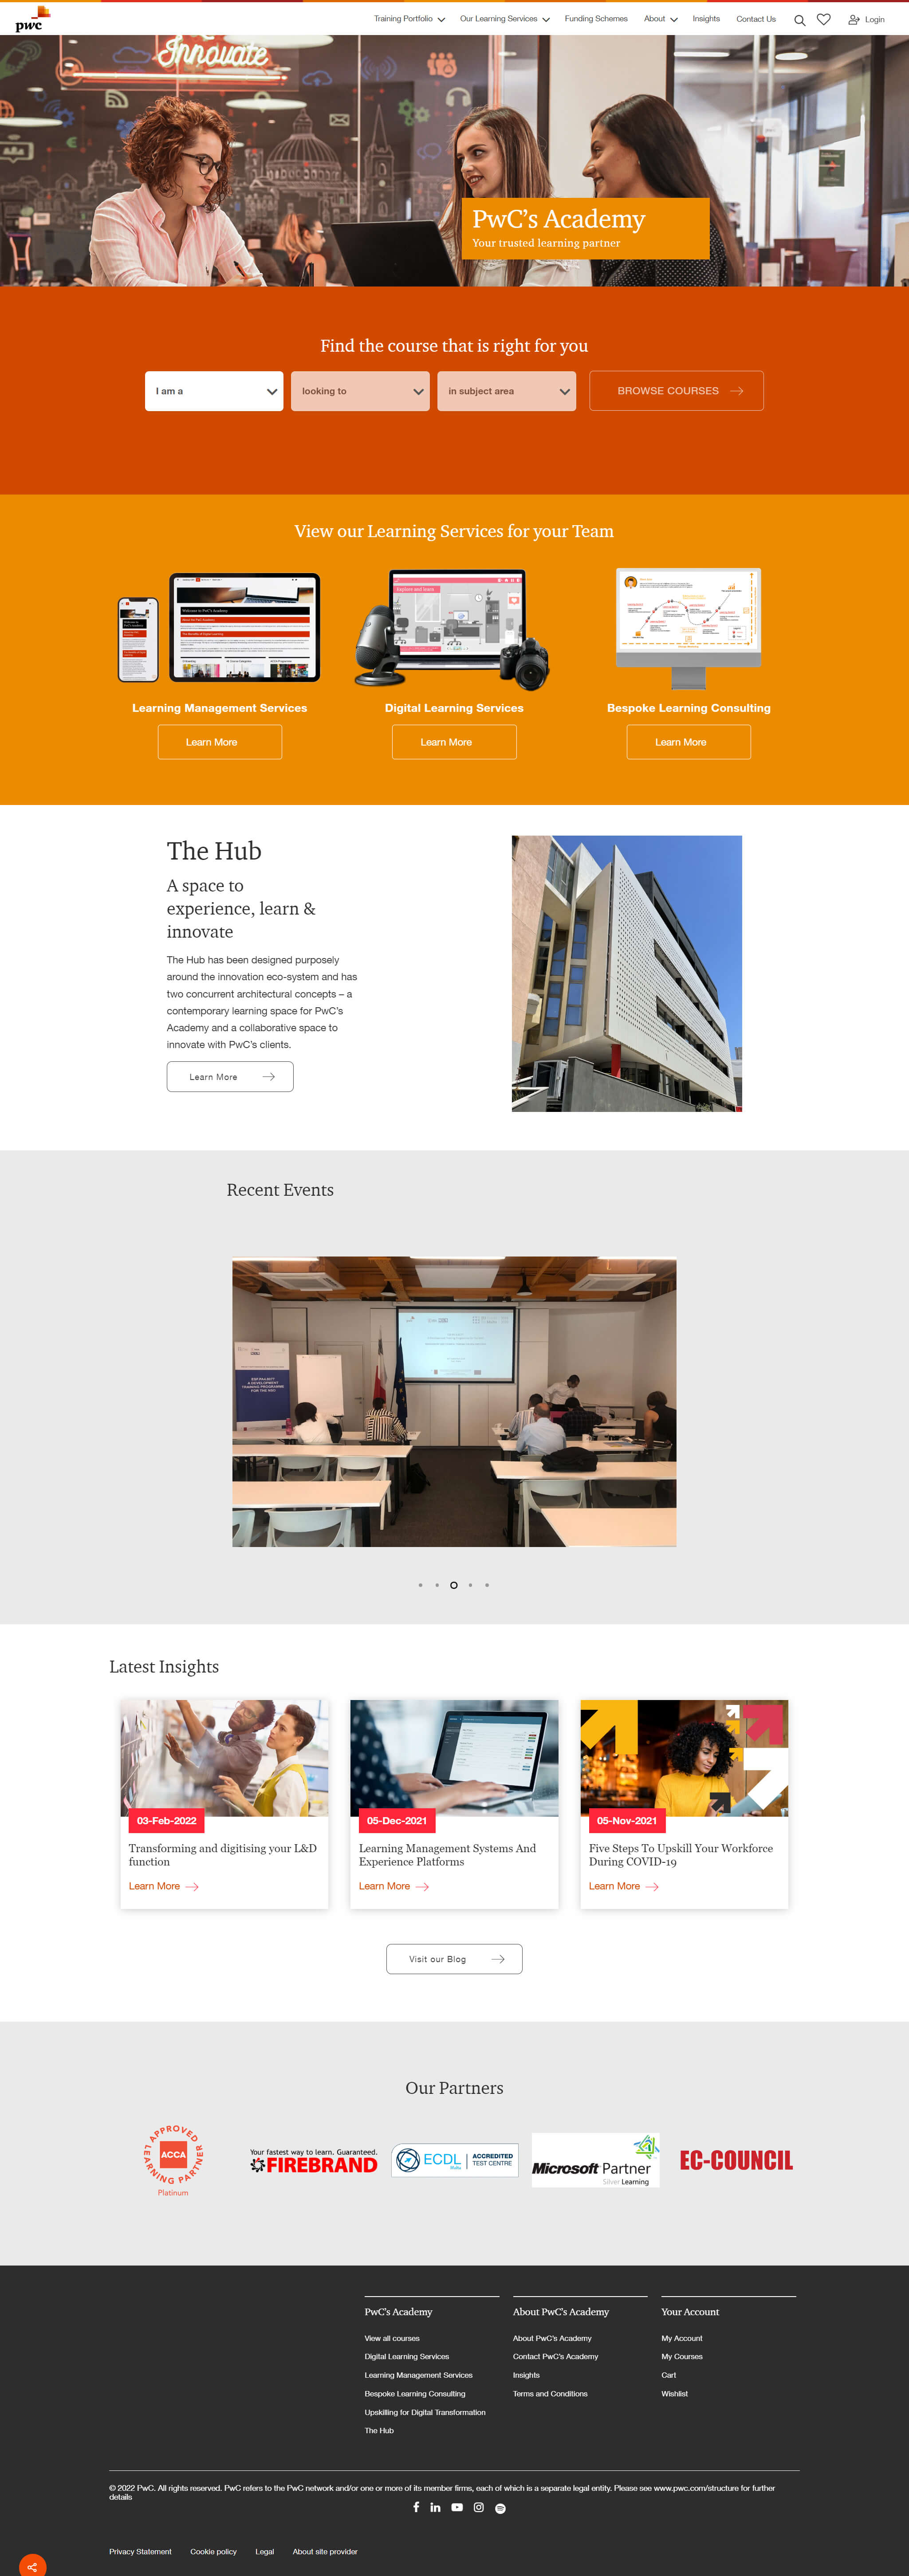 pwc
Training Portfolio
Our Learning Services
Funding Schemes
About
Insights
Contact Us
Login
Innovate
PwC's Academy
Your trusted learning partner
Find the course that is right for you
I am a
looking to
in subject area
BROWSE COURSES
View our Learning Services for your Team
Welcome to PwC's Academy
Explore and learn
Learning Management Services
Digital Learning Services
Bespoke Learning Consulting
Learn More
Learn More
Learn More
The Hub
A space to
experience, learn &
innovate
The Hub has been designed purposely
around the innovation eco-system and has
two concurrent architectural concepts – a
contemporary learning space for PwC's
Academy and a collaborative space to
innovate with PwC's clients.
Learn More
Recent Events
Latest Insights
03-Feb-2022
Transforming and digitising your L&D
function
Learn More
05-Dec-2021
Learning Management Systems And
Experience Platforms
Learn More
05-Nov-2021
Five Steps To Upskill Your Workforce
During COVID-19
Learn More
Visit our Blog
Our Partners
APPROVED LEARNING PARTNER
ACCA
Platinum
Your fastest way to learn. Guaranteed.
FIREBRAND
ECDL
Malta
ACCREDITED
TEST CENTRE
Microsoft Partner
Silver Learning
EC-COUNCIL
PwC's Academy
View all courses
Digital Learning Services
Learning Management Services
Bespoke Learning Consulting
Upskilling for Digital Transformation
The Hub
About PwC's Academy
About PwC's Academy
Contact PwC's Academy
Insights
Terms and Conditions
Your Account
My Account
My Courses
Cart
Wishlist
© 2022 PwC. All rights reserved. PwC refers to the PwC network and/or one or more of its member firms, each of which is a separate legal entity. Please see www.pwc.com/structure for further
details
Privacy Statement
Cookie policy
Legal
About site provider